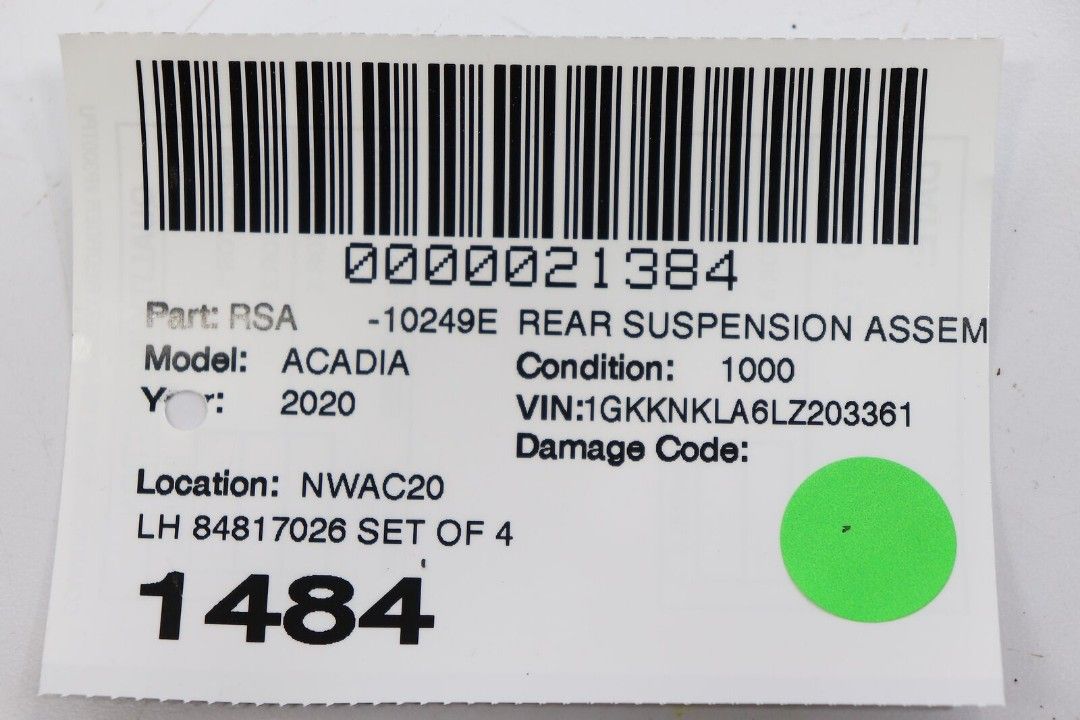 0000021384
Part: RSA -10249E REAR SUSPENSION ASSEM
Model: ACADIA Condition: 1000
2020 VIN:1GKKNKLA6LZ203361
Damage Code:
Location: NWAC20
LH 84817026 SET OF 4
1484